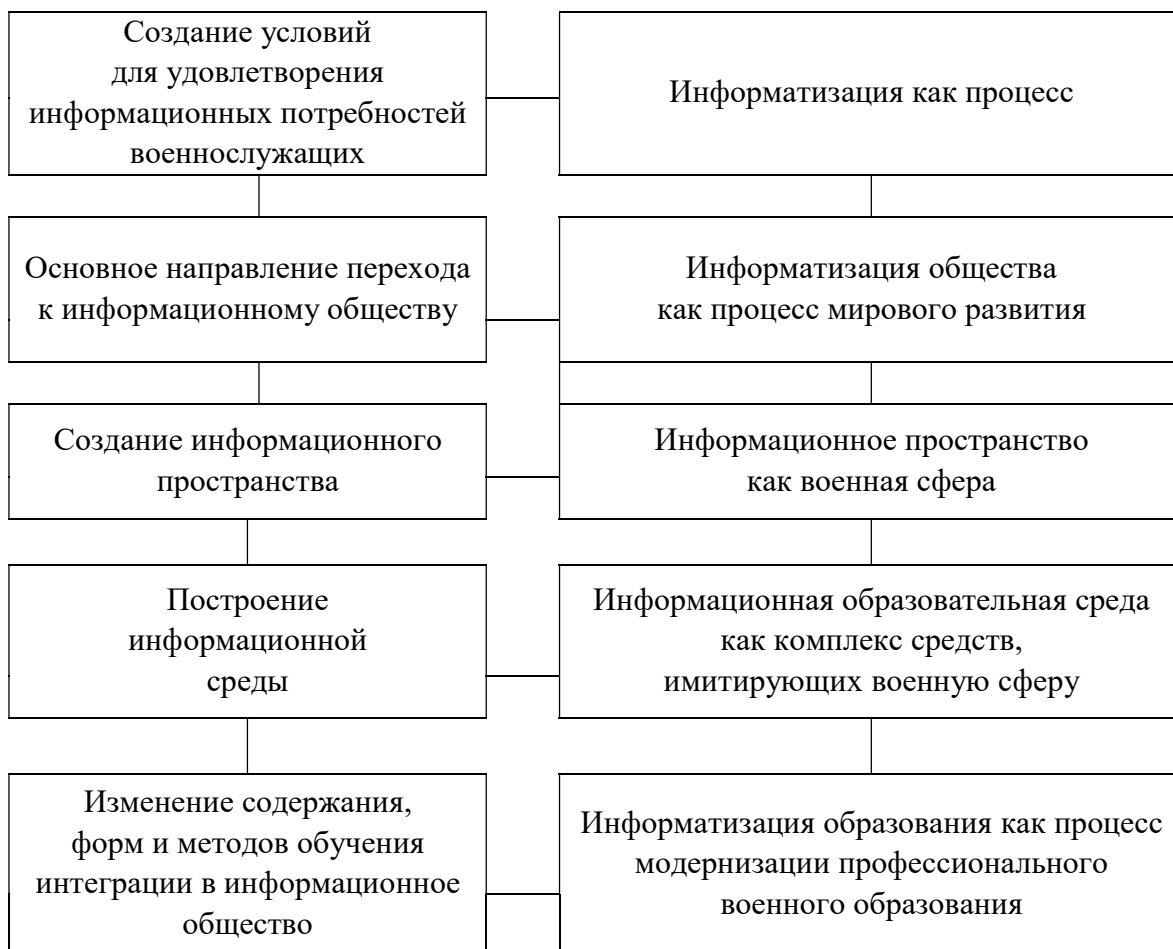 Создание условий
для удовлетворения
информационных потребностей
военнослужащих
Информатизация как процесс
Основное направление перехода
к информационному обществу
Информатизация общества
как процесс мирового развития
Создание информационного
пространства
Информационное пространство
как военная сфера
Построение
информационной
среды
Информационная образовательная среда
как комплекс средств,
имитирующих военную сферу
Изменение содержания,
форм и методов обучения
интеграции в информационное
общество
Информатизация образования как процесс
модернизации профессионального
военного образования